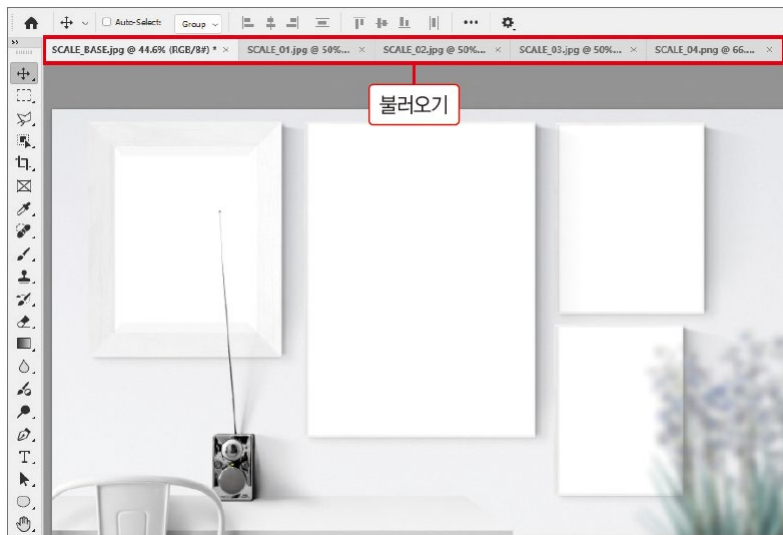 Auto-Select: Group
SCALE_BASE.jpg @ 44.6% (RGB/8#) * × SCALE_01.jpg @ 50%... × SCALE_02.jpg @ 50%... × SCALE_03.jpg @ 50%... × SCALE_04.png @ 66.... ×
불러오기